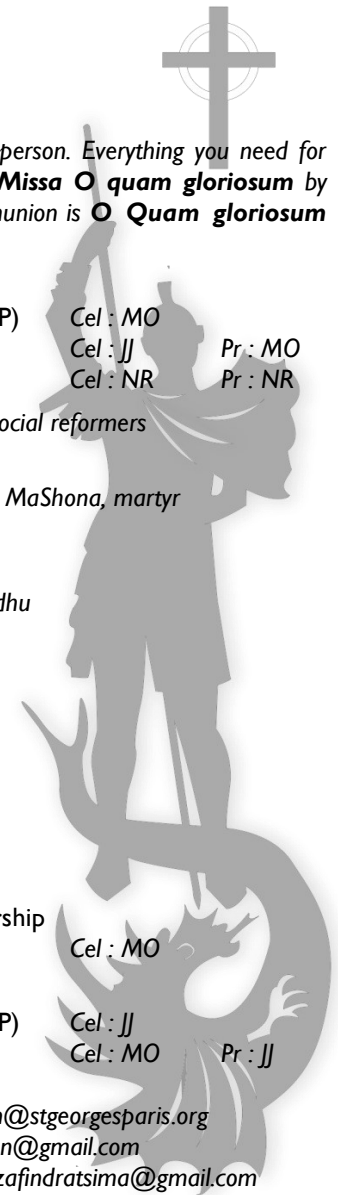 person. Everything you need for
Missa O quam gloriosum by
munion is O Quam gloriosum
P) Cel : MO
Cel : JJ Pr : MO
Cel : NR Pr : NR
ocial reformers
MaShona, martyr
dhu
rship
Cel : MO
P) Cel : JJ
Cel : MO Pr : JJ
n@stgeorgesparis.org
n@gmail.com
zafindratsima@gmail.com